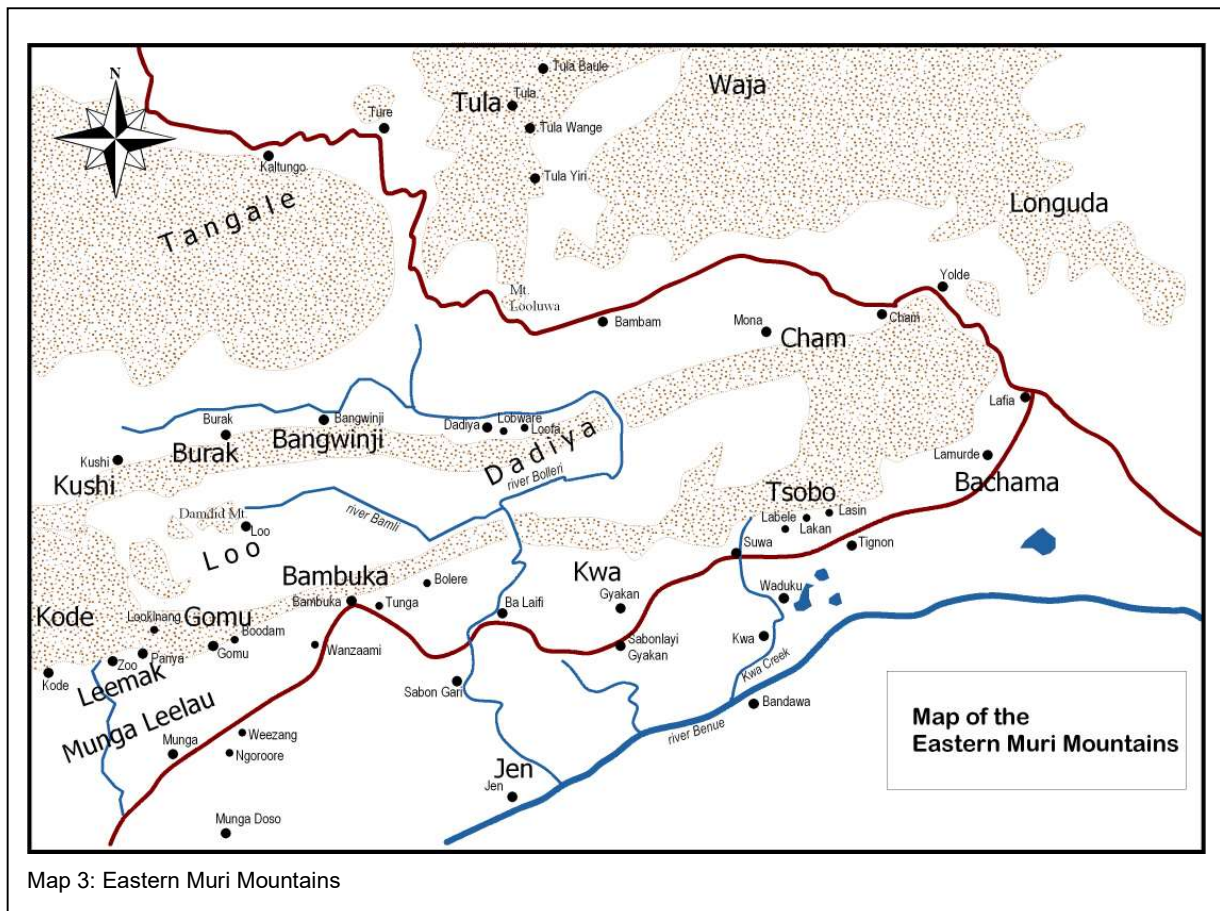 Tula Baule
N
Waja
Tula
Tula
Ture
Tula Wange
Kaltungo
Tula Yiri
Tangale
Longuda
Mt.
Looluwa
Yolde
Bambam
Mona
Cham
Cham
Lafia
Burak
Bangwinji
Dadiya
Lobware
Loofa
Burak
Bangwinji
Dadiya
Kushi
Kushi
Lamurde
Bachama
river Bolleri
Tsobo
Damdid Mt.
river Bamli
Loo
Loo
Labele
Lasin
Lakan
Suwa
Tignon
Bambuka
Bolere
Kwa
Waduku
Bambuka
Tunga
Ba Laifi
Gyakan
Kode
Lookinang
Gomu
Boodam
Gomu
Wanzaami
Sabonlayi
Gyakan
Kwa
Zoo
Panya
Kode
Leemak
Sabon Gari
Kwa Creek
Bandawa
Munga Leelau
river Benue
Weezang
Munga
Ngoroore
Jen
Jen
Munga Doso
Map of the
Eastern Muri Mountains
Map 3: Eastern Muri Mountains